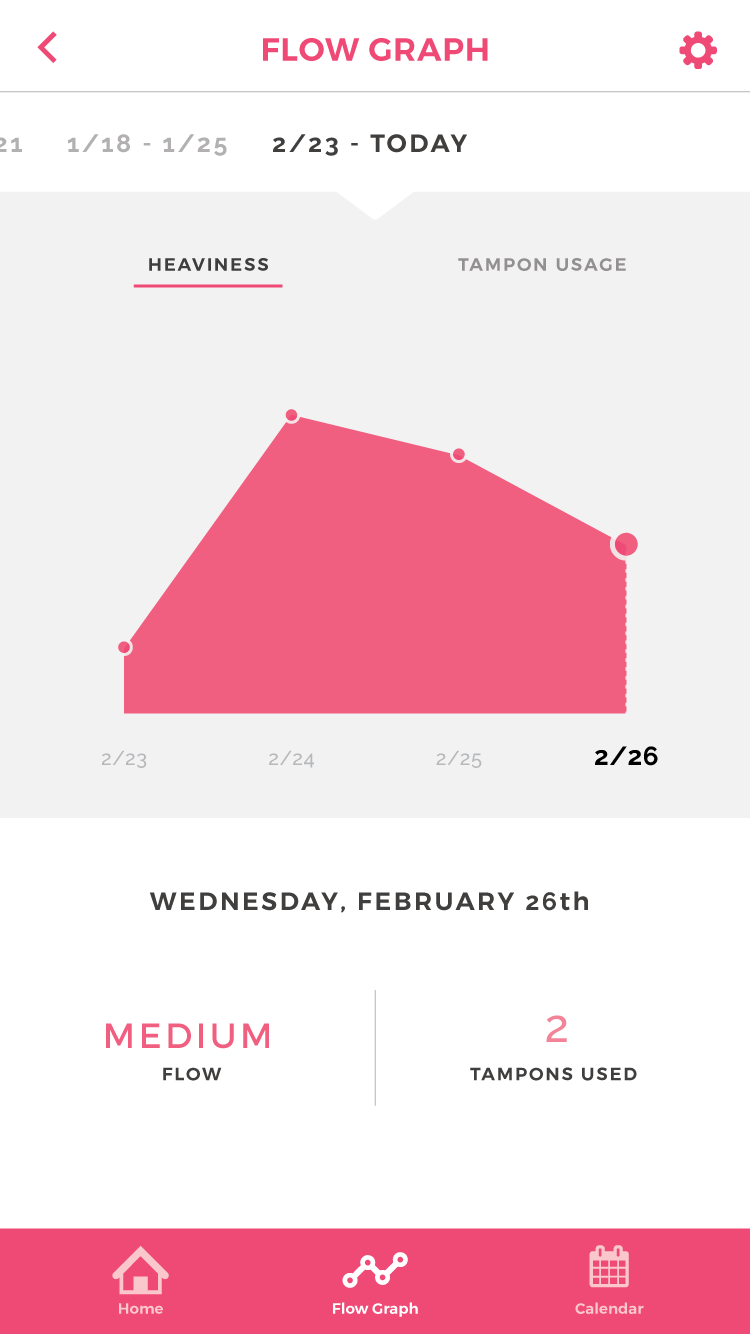 FLOW GRAPH
21 1/18 - 1/25 2/23 - TODAY
HEAVINESS TAMPON USAGE
2/23 2/24 2/25 2/26
WEDNESDAY, FEBRUARY 26th
MEDIUM 2
FLOW TAMPONS USED
Home Flow Graph Calendar